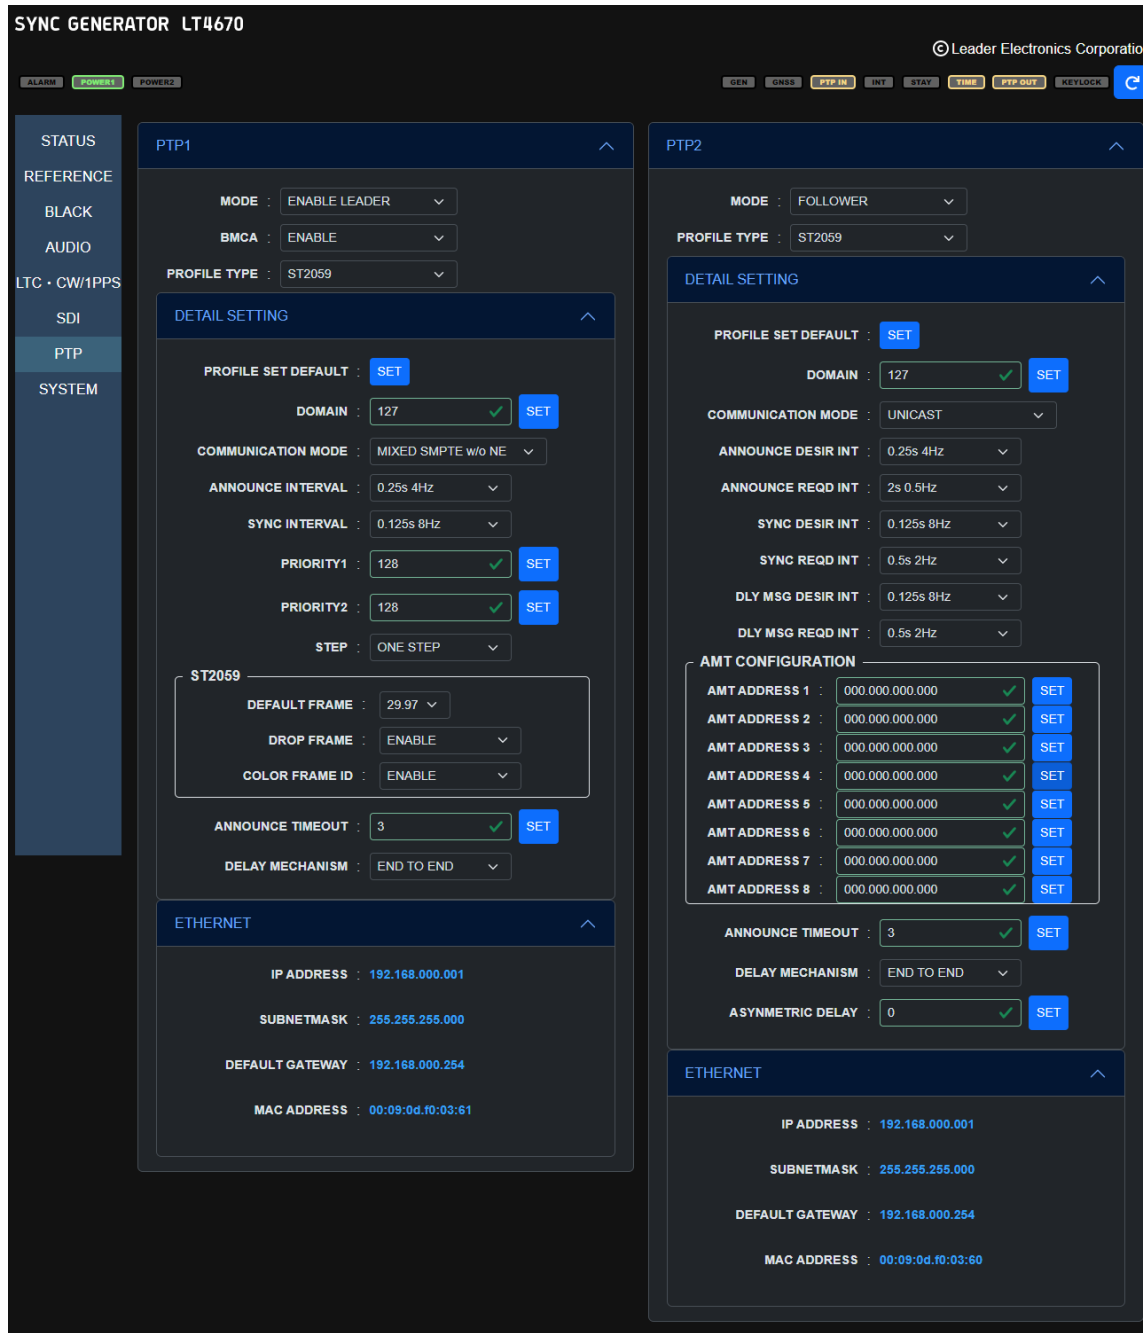 SYNC GENERATOR LT4670
© Leader Electronics Corporatio
ALARM POWER1 POWER2 GEN GNSS PTP IN INT STAY TIME PTP OUT KEYLOCK
STATUS
REFERENCE
BLACK
AUDIO
LTC・CW/1PPS
SDI
PTP
SYSTEM
PTP1
MODE : ENABLE LEADER
BMCA : ENABLE
PROFILE TYPE : ST2059
DETAIL SETTING
PROFILE SET DEFAULT : SET
DOMAIN : 127 SET
COMMUNICATION MODE : MIXED SMPTE w/o NE
ANNOUNCE INTERVAL : 0.25s 4Hz
SYNC INTERVAL : 0.125s 8Hz
PRIORITY1 : 128 SET
PRIORITY2 : 128 SET
STEP : ONE STEP
ST2059
DEFAULT FRAME : 29.97
DROP FRAME : ENABLE
COLOR FRAME ID : ENABLE
ANNOUNCE TIMEOUT : 3 SET
DELAY MECHANISM : END TO END
ETHERNET
IP ADDRESS : 192.168.000.001
SUBNETMASK : 255.255.255.000
DEFAULT GATEWAY : 192.168.000.254
MAC ADDRESS : 00:09:0d.f0:03:61
PTP2
MODE : FOLLOWER
PROFILE TYPE : ST2059
DETAIL SETTING
PROFILE SET DEFAULT : SET
DOMAIN : 127 SET
COMMUNICATION MODE : UNICAST
ANNOUNCE DESIR INT : 0.25s 4Hz
ANNOUNCE REQD INT : 2s 0.5Hz
SYNC DESIR INT : 0.125s 8Hz
SYNC REQD INT : 0.5s 2Hz
DLY MSG DESIR INT : 0.125s 8Hz
DLY MSG REQD INT : 0.5s 2Hz
AMT CONFIGURATION
AMT ADDRESS 1 : 000.000.000.000 SET
AMT ADDRESS 2 : 000.000.000.000 SET
AMT ADDRESS 3 : 000.000.000.000 SET
AMT ADDRESS 4 : 000.000.000.000 SET
AMT ADDRESS 5 : 000.000.000.000 SET
AMT ADDRESS 6 : 000.000.000.000 SET
AMT ADDRESS 7 : 000.000.000.000 SET
AMT ADDRESS 8 : 000.000.000.000 SET
ANNOUNCE TIMEOUT : 3 SET
DELAY MECHANISM : END TO END
ASYNMETRIC DELAY : 0 SET
ETHERNET
IP ADDRESS : 192.168.000.001
SUBNETMASK : 255.255.255.000
DEFAULT GATEWAY : 192.168.000.254
MAC ADDRESS : 00:09:0d.f0:03:60